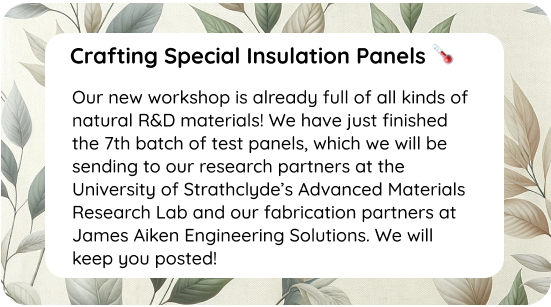 Crafting Special Insulation Panels 🌡️
Our new workshop is already full of all kinds of
natural R&D materials! We have just finished
the 7th batch of test panels, which we will be
sending to our research partners at the
University of Strathclyde’s Advanced Materials
Research Lab and our fabrication partners at
James Aiken Engineering Solutions. We will
keep you posted!